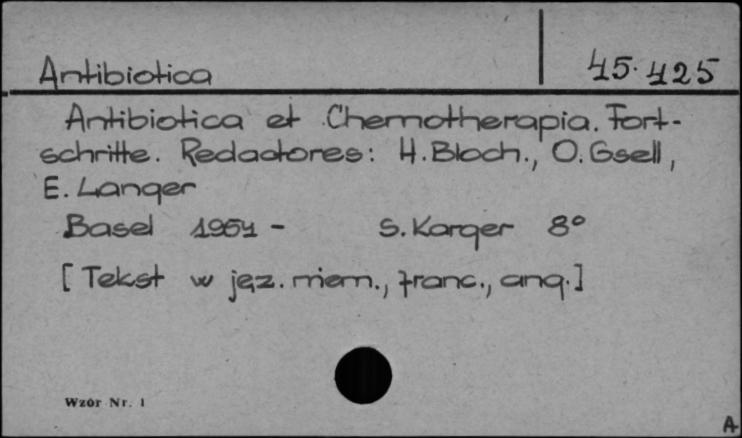 Antibiotica 45.425
Antibiotica et Chemotherapia. Fort-
schritte. Redactores: H. Bloch., O. Gsell,
E. Langer
Basel 1954 - S. Karger 8°
[Tekst w jęz. niem., franc., ang.]
Wzór Nr. 1
A